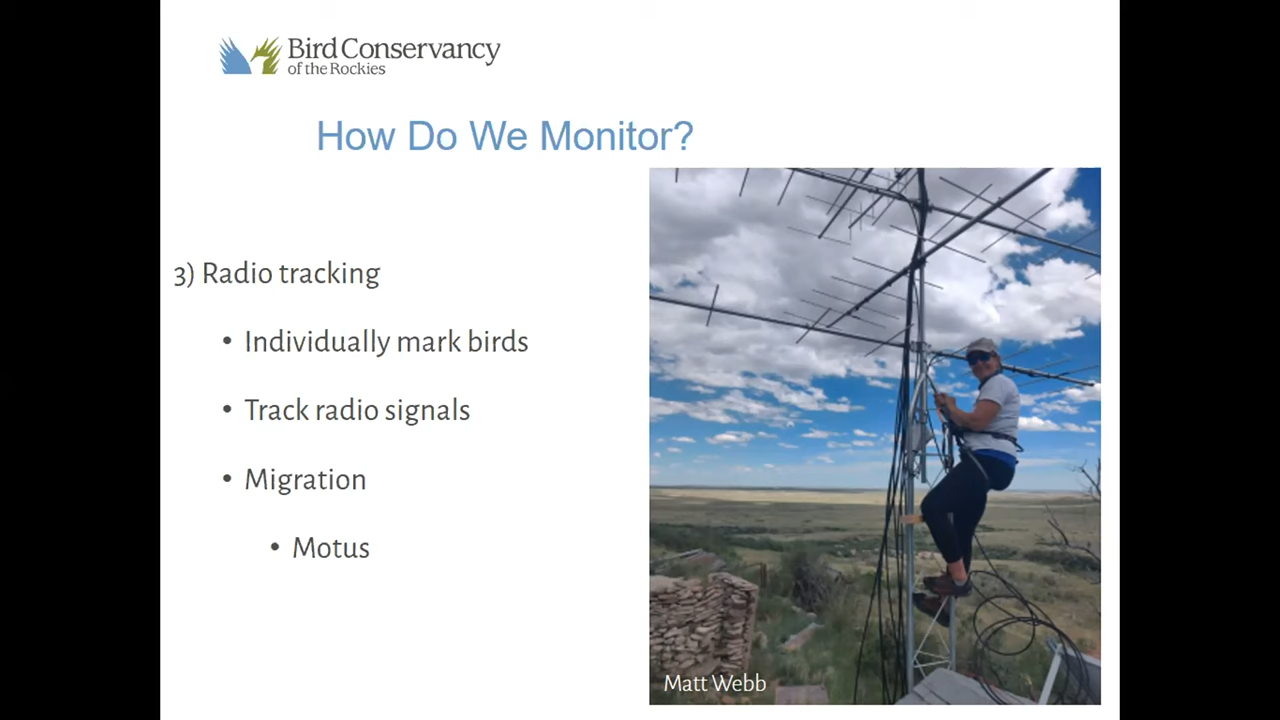 Bird Conservancy
of the Rockies
How Do We Monitor?
3) Radio tracking
• Individually mark birds
• Track radio signals
• Migration
• Motus
Matt Webb